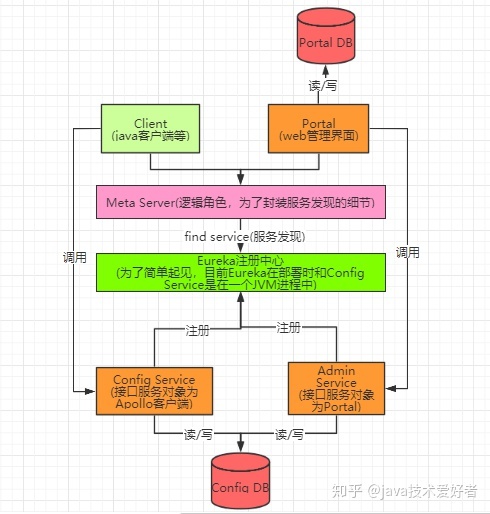 Portal DB
读/写
Client
(java客户端等)
Portal
(web管理界面)
Meta Server(逻辑角色，为了封装服务发现的细节)
调用
find service(服务发现)
调用
Eureka注册中心
(为了简单起见，目前Eureka在部署时和Config
Service是在一个JVM进程中)
注册
注册
Config Service
(接口服务对象为
Apollo客户端)
Admin
Service
(接口服务对象
为Portal)
读/写
读/写
Config DB
知乎 @java技术爱好者